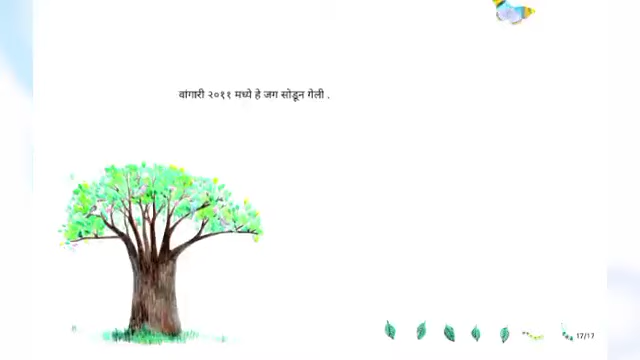 वांगारी २०११ मध्ये हे जग सोडून गेली .
17/17